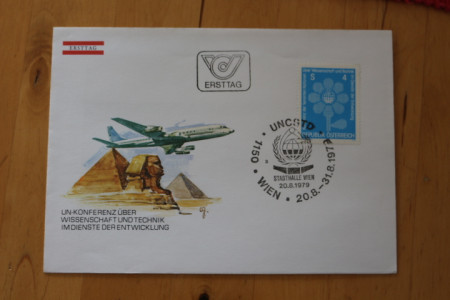 ERSTTAG
ERSTTAG
S 4
REPUBLIK ÖSTERREICH
UNCSTD
1150 WIEN 20.8.–31.8.1979
STADTHALLE WIEN
20.8.1979
UN-KONFERENZ ÜBER
WISSENSCHAFT UND TECHNIK
IM DIENSTE DER ENTWICKLUNG